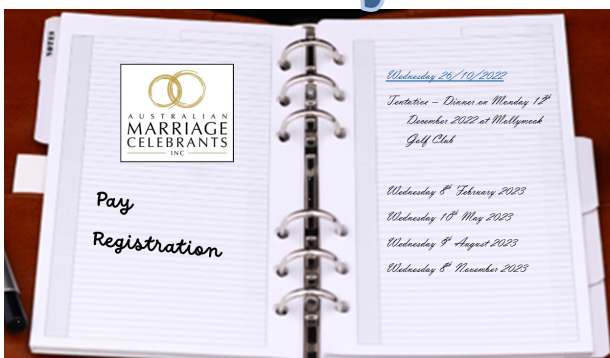 NOTES
AUSTRALIAN
MARRIAGE
CELEBRANTS
INC
Pay
Registration
Wednesday 26/10/2022
Tentative – Dinner on Monday 12th
December 2022 at Mollymook
Golf Club
Wednesday 8th February 2023
Wednesday 10th May 2023
Wednesday 9th August 2023
Wednesday 8th November 2023